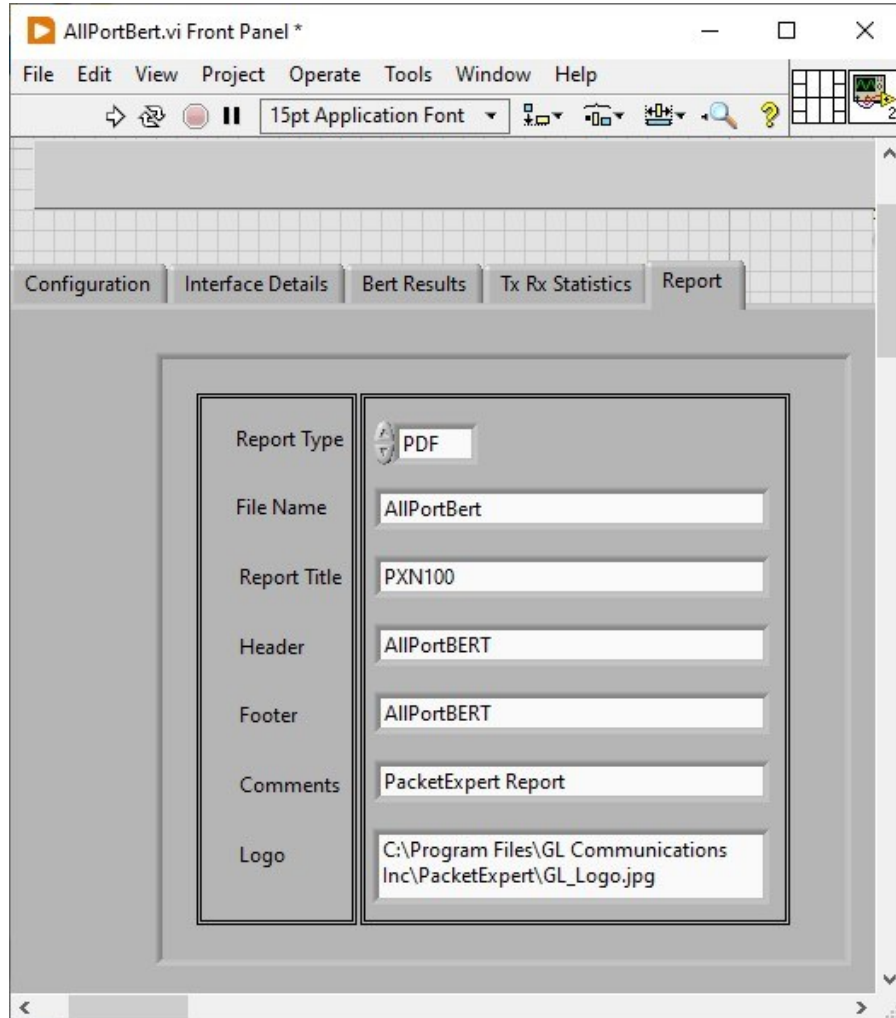 AllPortBert.vi Front Panel *
File Edit View Project Operate Tools Window Help
15pt Application Font
2
Configuration Interface Details Bert Results Tx Rx Statistics Report
Report Type PDF
File Name AllPortBert
Report Title PXN100
Header AllPortBERT
Footer AllPortBERT
Comments PacketExpert Report
Logo C:\Program Files\GL Communications
Inc\PacketExpert\GL_Logo.jpg